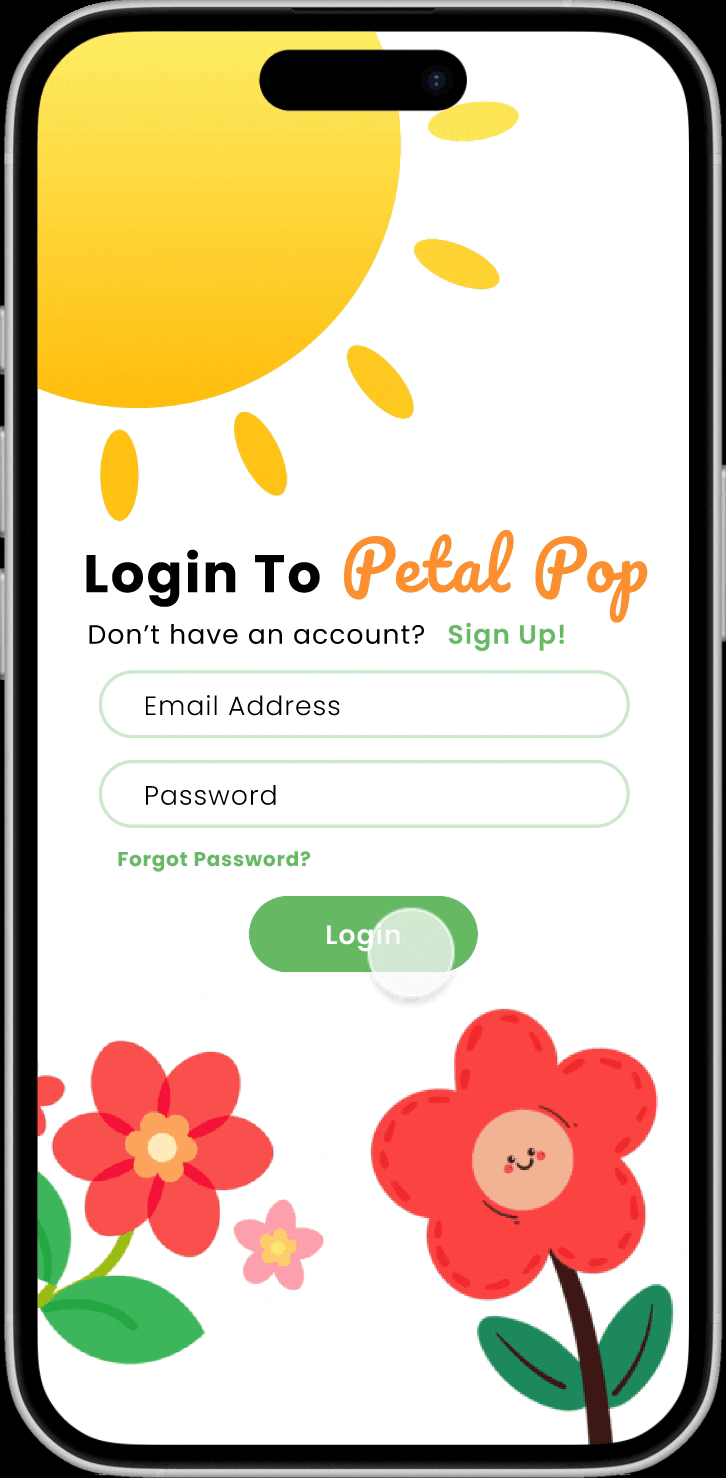 Login To Petal Pop
Don’t have an account? Sign Up!
Email Address
Password
Forgot Password?
Login